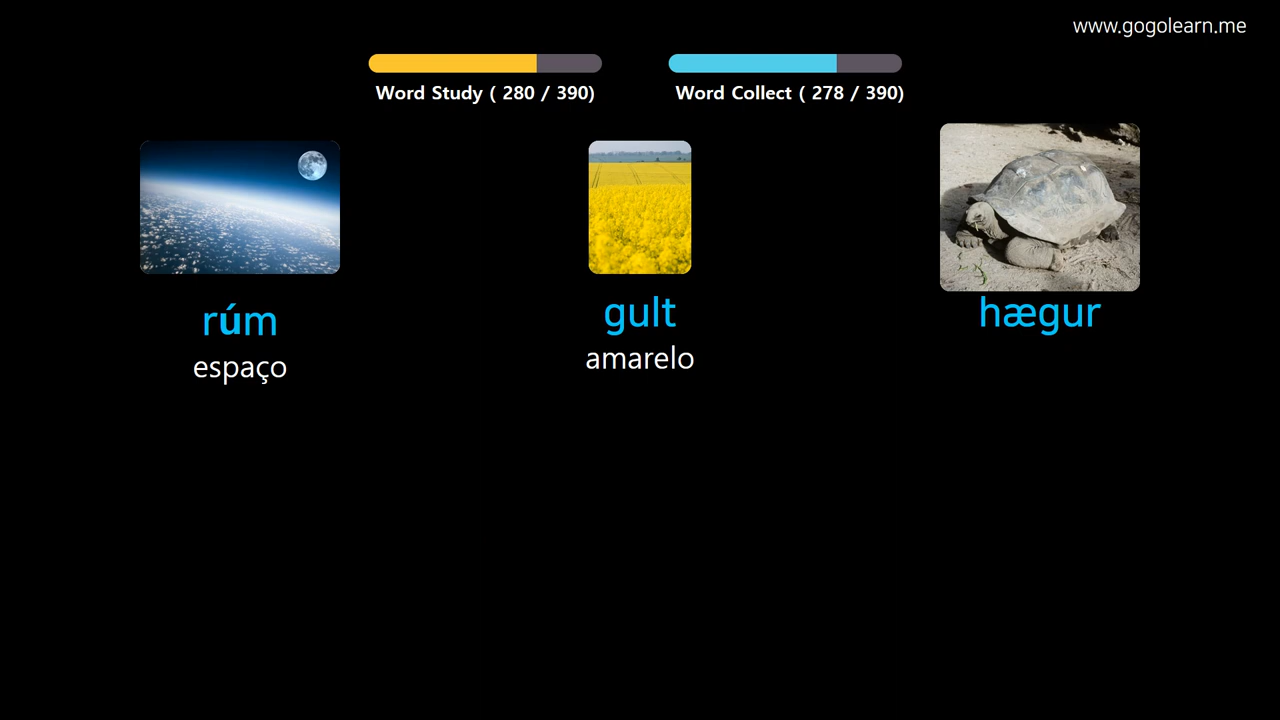 www.gogolearn.me
Word Study ( 280 / 390)
Word Collect ( 278 / 390)
rúm
espaço
gult
amarelo
hægur